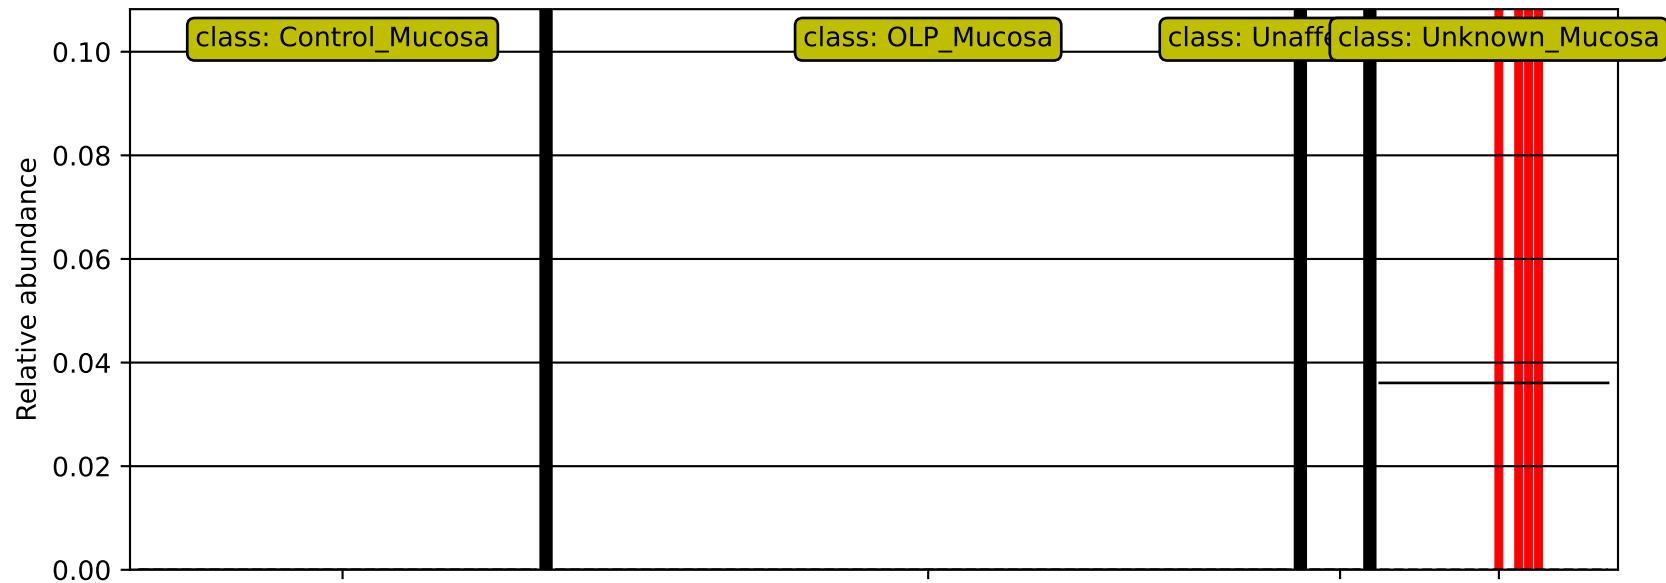 class: Control_Mucosa
class: OLP_Mucosa
class: Unaffe
class: Unknown_Mucosa
Relative abundance
0.10
0.08
0.06
0.04
0.02
0.00